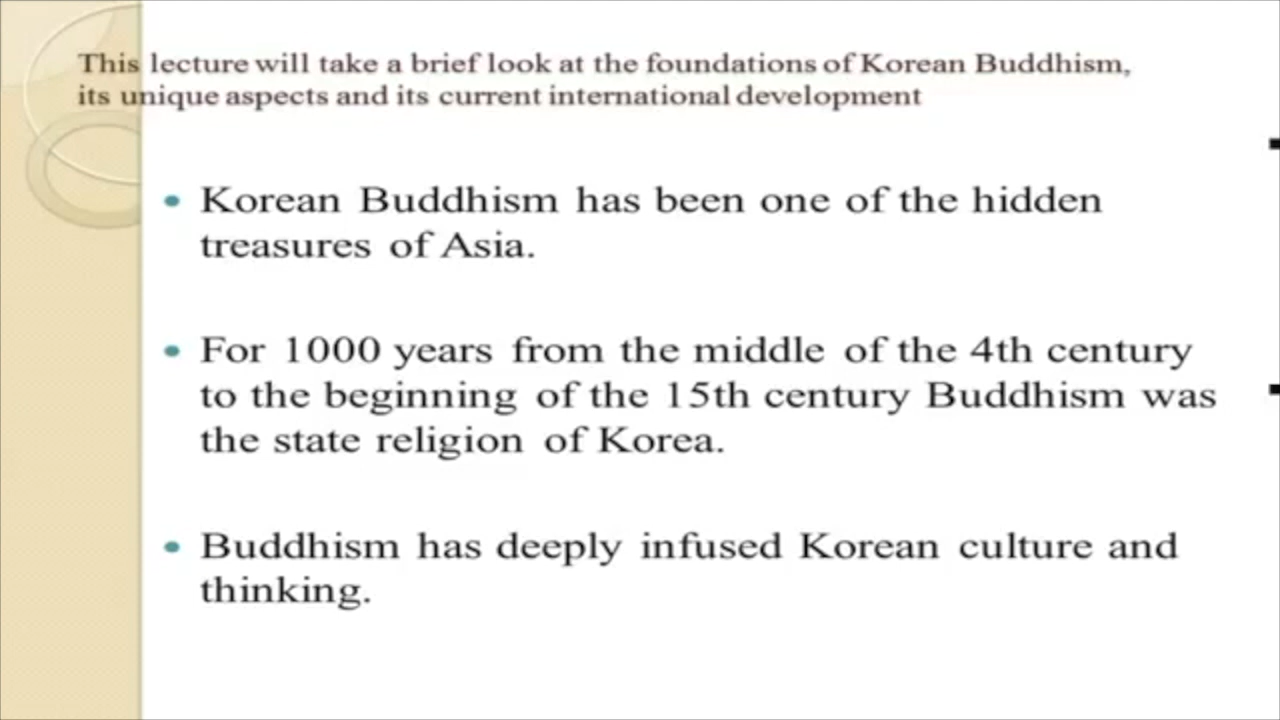 This lecture will take a brief look at the foundations of Korean Buddhism,
its unique aspects and its current international development
• Korean Buddhism has been one of the hidden
treasures of Asia.
• For 1000 years from the middle of the 4th century
to the beginning of the 15th century Buddhism was
the state religion of Korea.
• Buddhism has deeply infused Korean culture and
thinking.